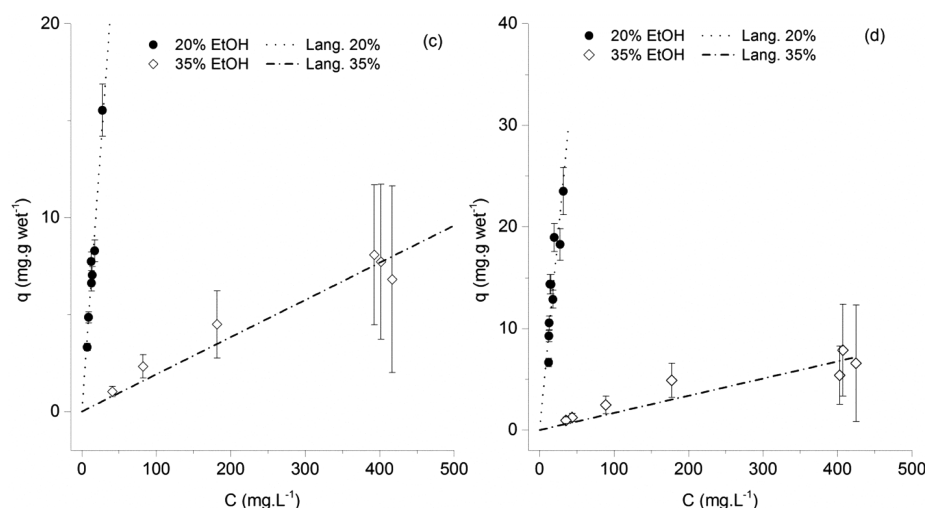 20
10
0
q (mg.g wet⁻¹)
20% EtOH
35% EtOH
Lang. 20%
Lang. 35%
(c)
0 100 200 300 400 500
C (mg.L⁻¹)
40
30
20
10
0
q (mg.g wet⁻¹)
20% EtOH
35% EtOH
Lang. 20%
Lang. 35%
(d)
0 100 200 300 400 500
C (mg.L⁻¹)